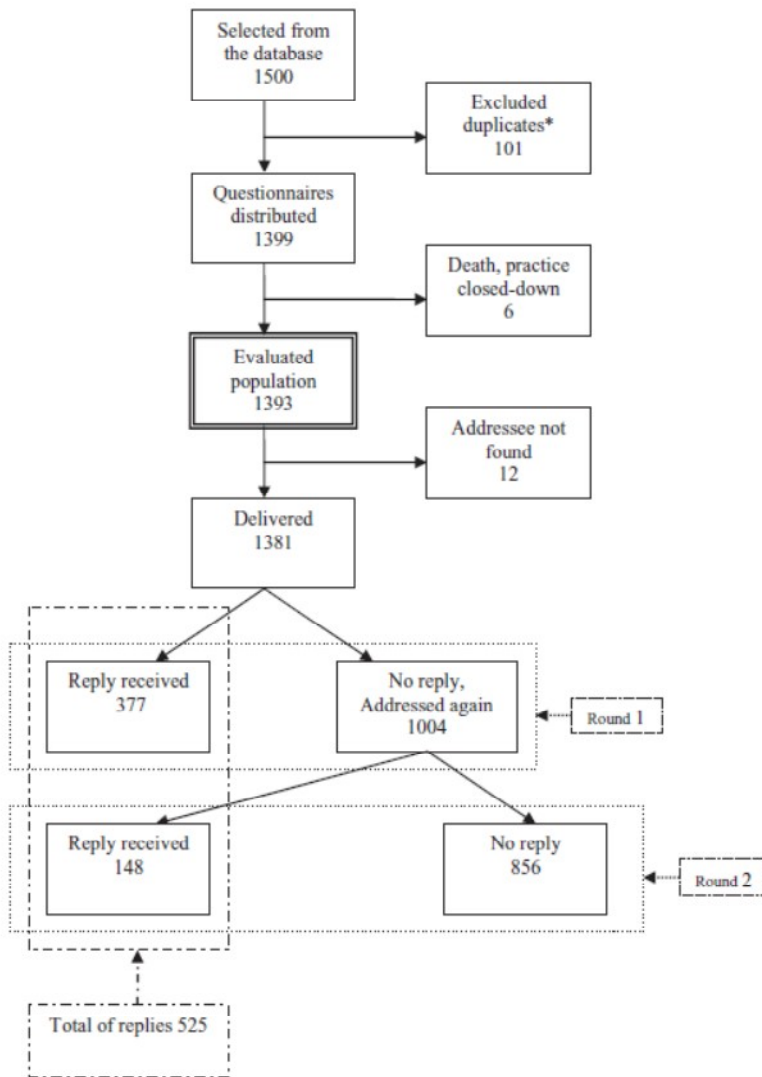 Selected from
the database
1500
Excluded
duplicates*
101
Questionnaires
distributed
1399
Death, practice
closed-down
6
Evaluated
population
1393
Addressee not
found
12
Delivered
1381
Reply received
377
No reply,
Addressed again
1004
Round 1
Reply received
148
No reply
856
Round 2
Total of replies 525